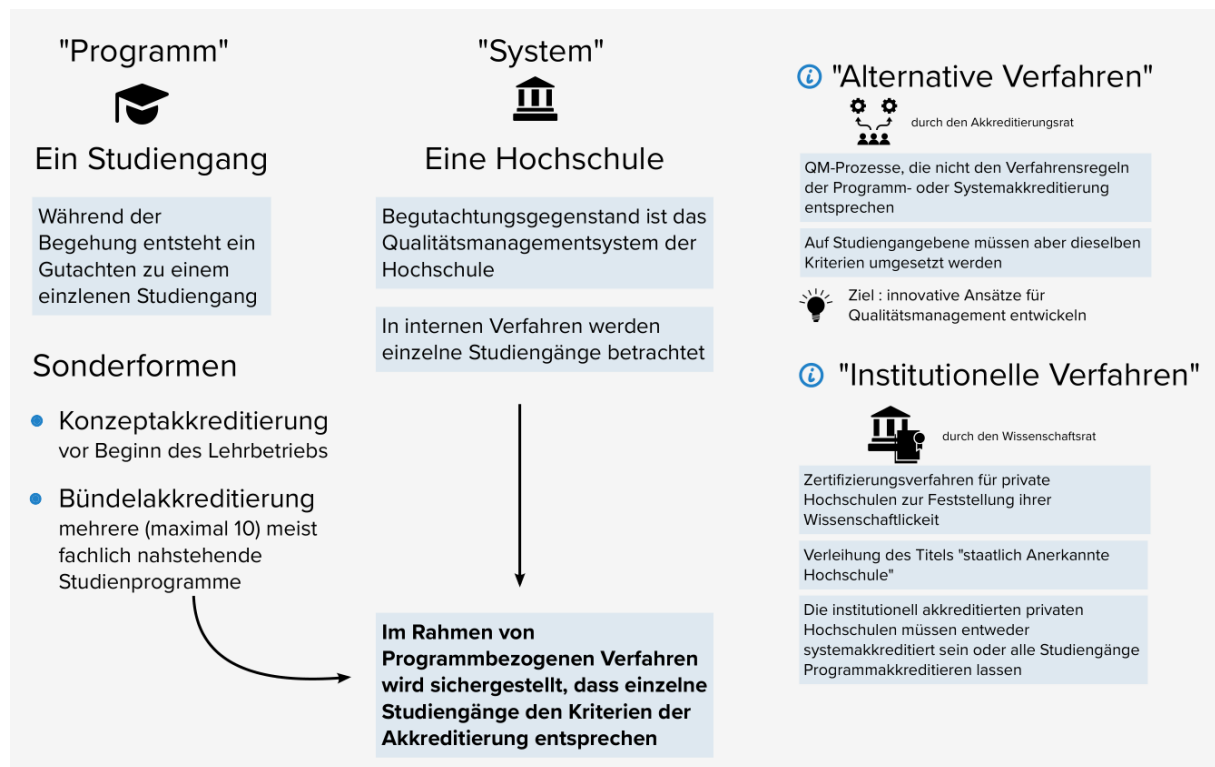 "Programm"
Ein Studiengang
Während der
Begehung entsteht ein
Gutachten zu einem
einzlenen Studiengang
Sonderformen
Konzeptakkreditierung
vor Beginn des Lehrbetriebs
Bündelakkreditierung
mehrere (maximal 10) meist
fachlich nahstehende
Studienprogramme
"System"
Eine Hochschule
Begutachtungsgegenstand ist das
Qualitätsmanagementsystem der
Hochschule
In internen Verfahren werden
einzelne Studiengänge betrachtet
Im Rahmen von
Programmbezogenen Verfahren
wird sichergestellt, dass einzelne
Studiengänge den Kriterien der
Akkreditierung entsprechen
i "Alternative Verfahren"
durch den Akkreditierungsrat
QM-Prozesse, die nicht den Verfahrensregeln
der Programm- oder Systemakkreditierung
entsprechen
Auf Studiengangebene müssen aber dieselben
Kriterien umgesetzt werden
Ziel : innovative Ansätze für
Qualitätsmanagement entwickeln
i "Institutionelle Verfahren"
durch den Wissenschaftsrat
Zertifizierungsverfahren für private
Hochschulen zur Feststellung ihrer
Wissenschaftlickeit
Verleihung des Titels "staatlich Anerkannte
Hochschule"
Die institutionell akkreditierten privaten
Hochschulen müssen entweder
systemakkreditiert sein oder alle Studiengänge
Programmakkreditieren lassen